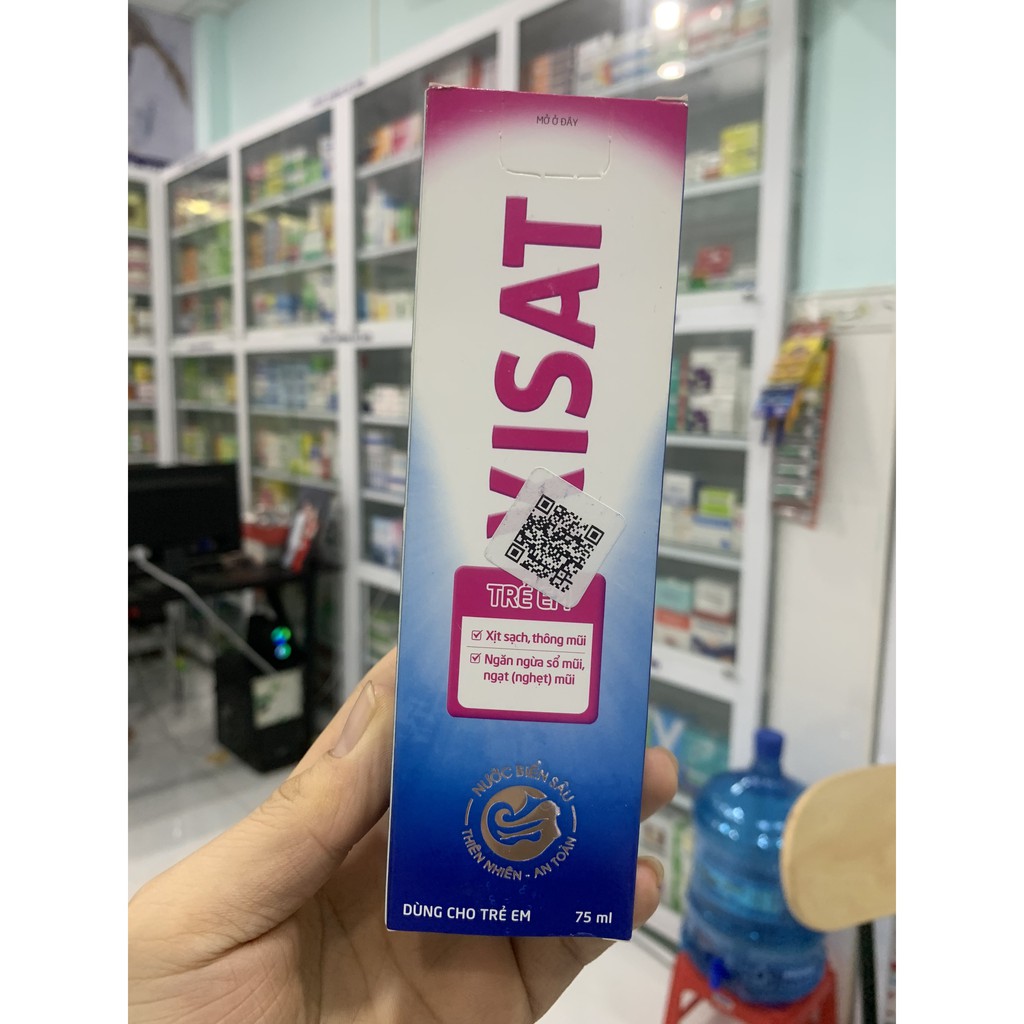 MỞ Ở ĐÂY
XISAT
TRẺ EM
Xịt sạch, thông mũi
Ngăn ngừa sổ mũi,
ngạt (nghẹt) mũi
NƯỚC BIỂN SÂU
THIÊN NHIÊN - AN TOÀN
DÙNG CHO TRẺ EM
75 ml